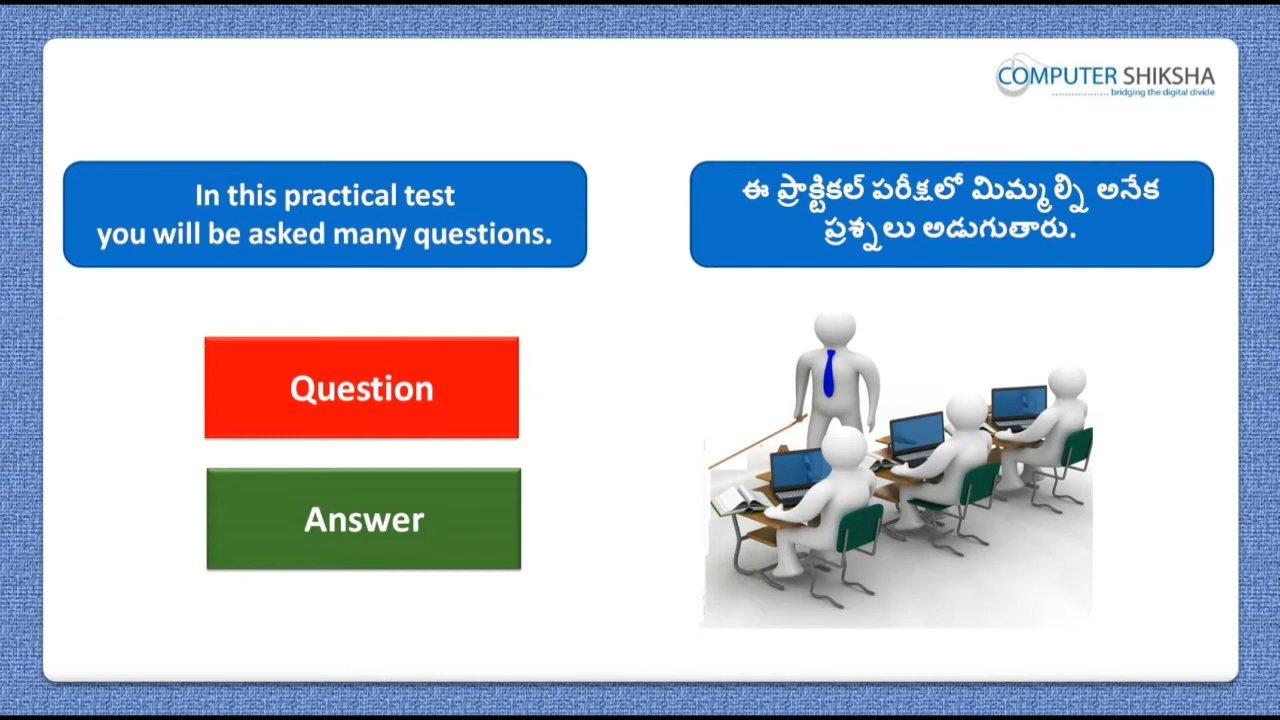 COMPUTER SHIKSHA
bridging the digital divide
In this practical test
you will be asked many questions.
ఈ ప్రాక్టికల్ పరీక్షలో మిమ్మల్ని అనేక
ప్రశ్నలు అడుగుతారు.
Question
Answer